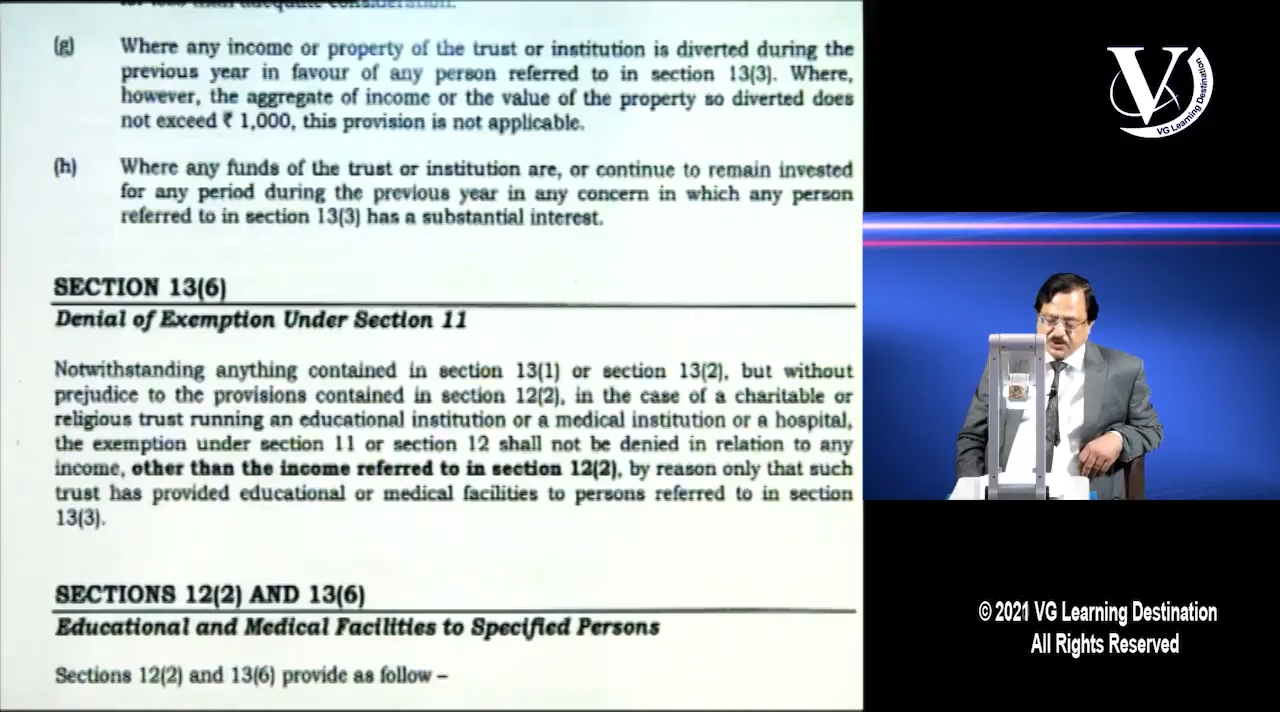 (g) Where any income or property of the trust or institution is diverted during the
previous year in favour of any person referred to in section 13(3). Where,
however, the aggregate of income or the value of the property so diverted does
not exceed ₹ 1,000, this provision is not applicable.
(h) Where any funds of the trust or institution are, or continue to remain invested
for any period during the previous year in any concern in which any person
referred to in section 13(3) has a substantial interest.
SECTION 13(6)
Denial of Exemption Under Section 11
Notwithstanding anything contained in section 13(1) or section 13(2), but without
prejudice to the provisions contained in section 12(2), in the case of a charitable or
religious trust running an educational institution or a medical institution or a hospital,
the exemption under section 11 or section 12 shall not be denied in relation to any
income, other than the income referred to in section 12(2), by reason only that such
trust has provided educational or medical facilities to persons referred to in section
13(3).
SECTIONS 12(2) AND 13(6)
Educational and Medical Facilities to Specified Persons
Sections 12(2) and 13(6) provide as follow –
V
VG Learning Destination
© 2021 VG Learning Destination
All Rights Reserved